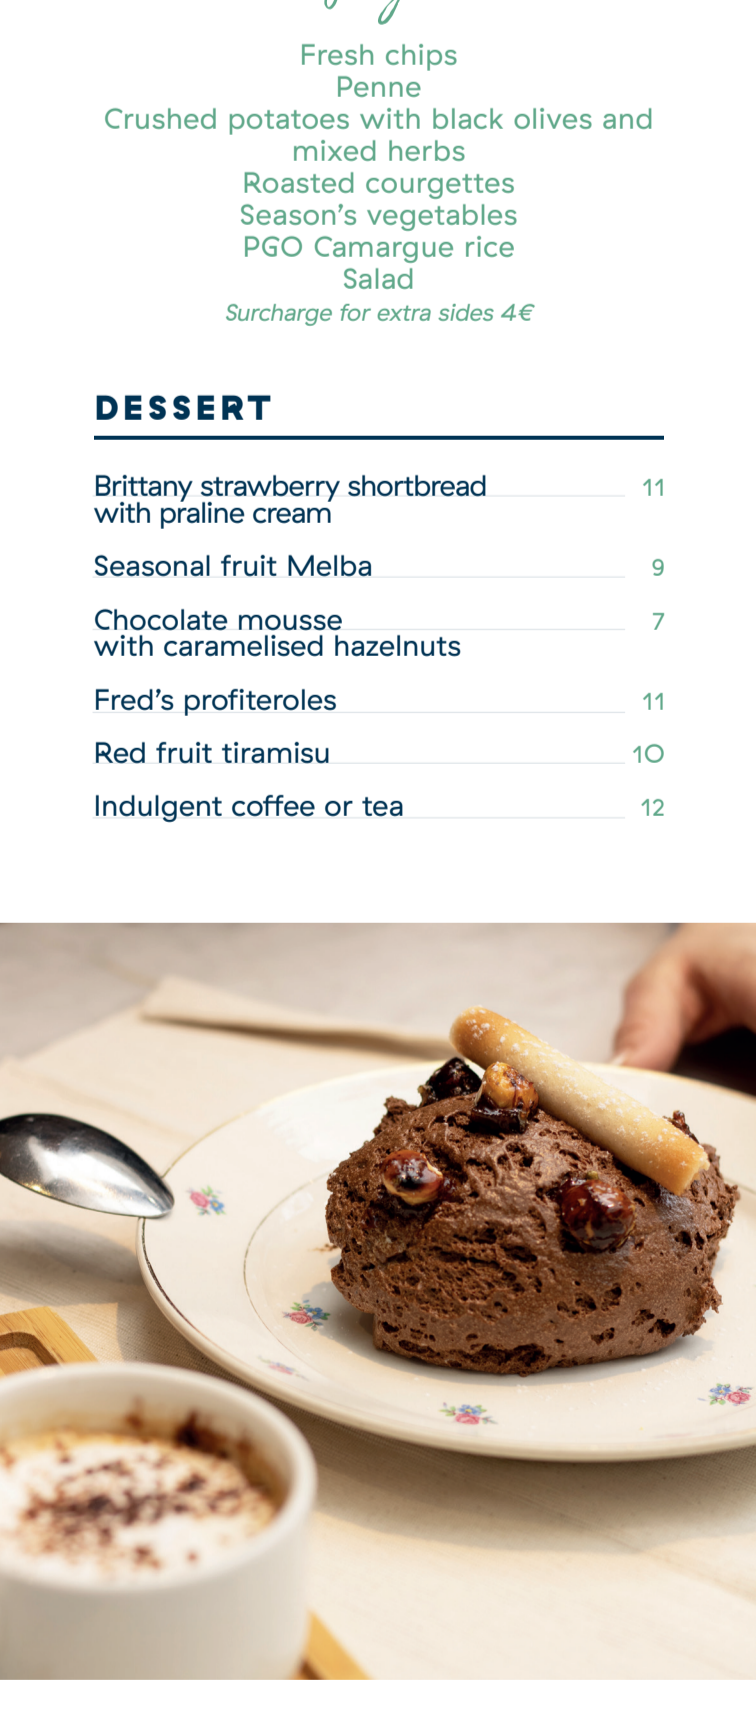 Fresh chips
Penne
Crushed potatoes with black olives and
mixed herbs
Roasted courgettes
Season's vegetables
PGO Camargue rice
Salad
Surcharge for extra sides 4€
DESSERT
Brittany strawberry shortbread 11
with praline cream
Seasonal fruit Melba 9
Chocolate mousse 7
with caramelised hazelnuts
Fred's profiteroles 11
Red fruit tiramisu 10
Indulgent coffee or tea 12